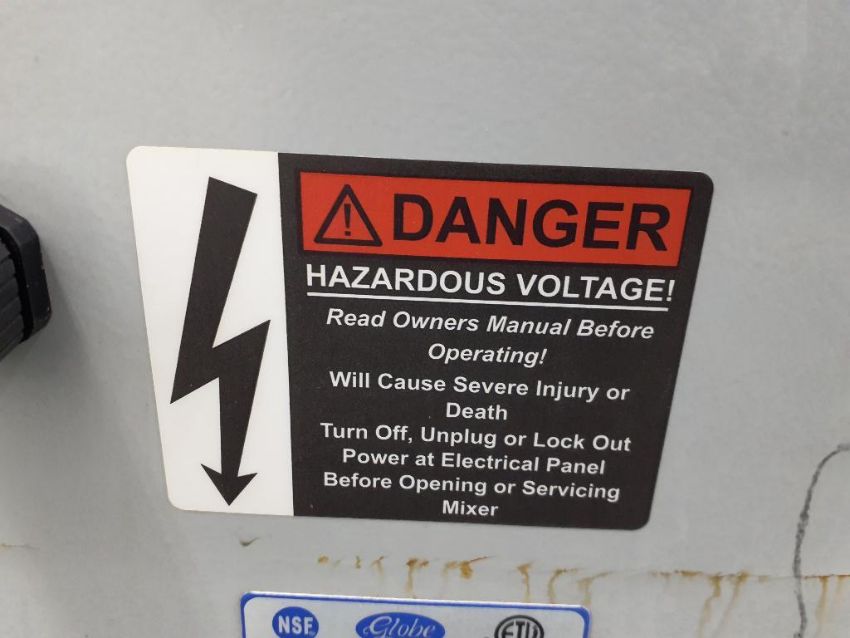 DANGER
HAZARDOUS VOLTAGE!
Read Owners Manual Before
Operating!
Will Cause Severe Injury or
Death
Turn Off, Unplug or Lock Out
Power at Electrical Panel
Before Opening or Servicing
Mixer
NSF Globe ETL